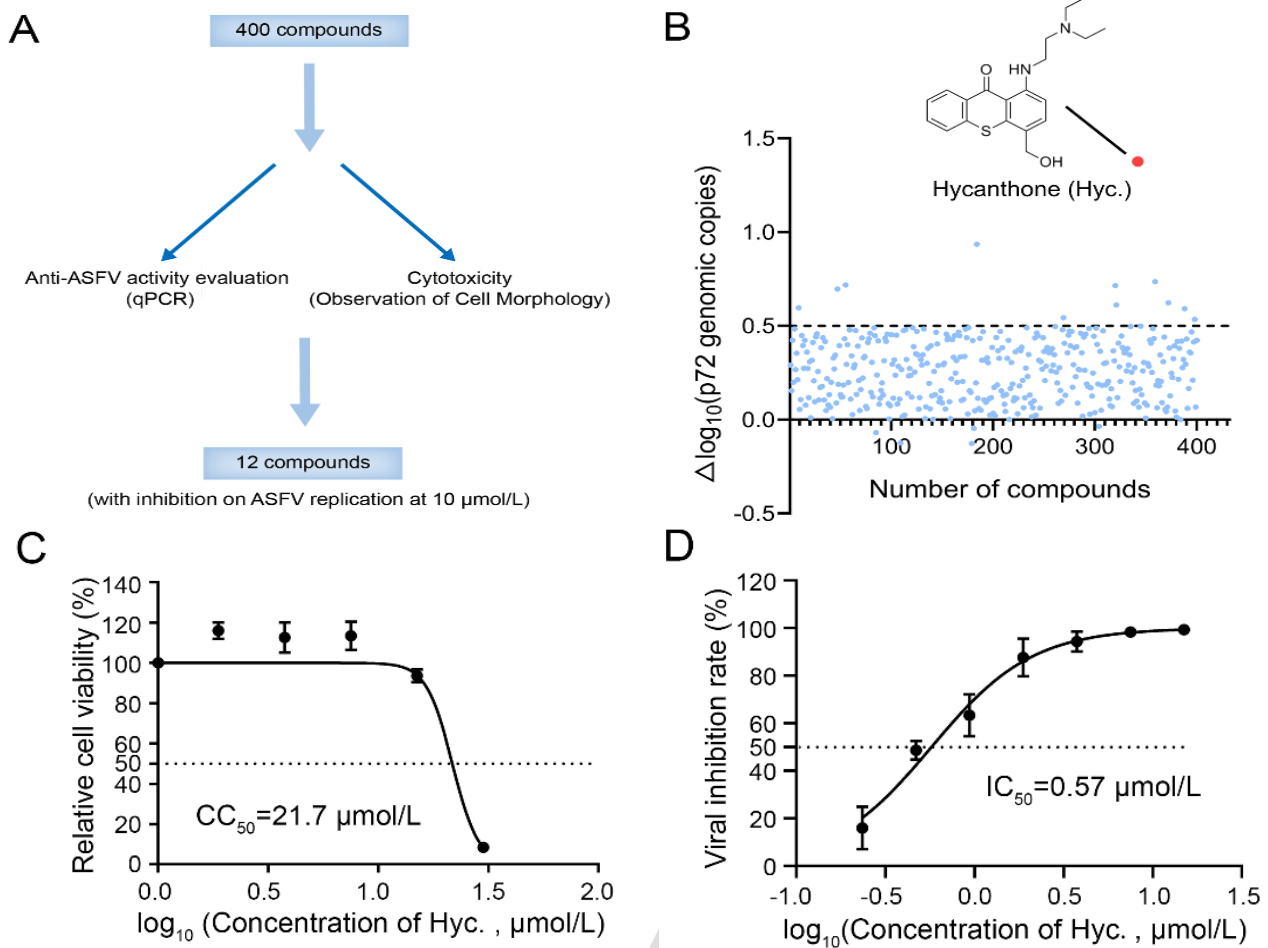 A
400 compounds
Anti-ASFV activity evaluation
(qPCR)
Cytotoxicity
(Observation of Cell Morphology)
12 compounds
(with inhibition on ASFV replication at 10 µmol/L)
B
N
HN
O
S
OH
Hycanthone (Hyc.)
1.5
1.0
0.5
0.0
-0.5
100
200
300
400
Δlog₁₀(p72 genomic copies)
Number of compounds
C
Relative cell viability (%)
140
120
100
80
60
50
40
20
0
CC₅₀=21.7 µmol/L
0.0
0.5
1.0
1.5
2.0
log₁₀ (Concentration of Hyc. , µmol/L)
D
Viral inhibition rate (%)
120
100
80
60
50
40
20
0
IC₅₀=0.57 µmol/L
-1.0
-0.5
0.0
0.5
1.0
1.5
log₁₀(Concentration of Hyc. , µmol/L)